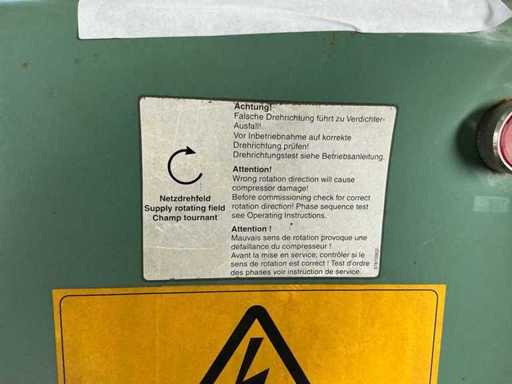 Netzdrehfeld
Supply rotating field
Champ tournant
Achtung!
Falsche Drehrichtung führt zu Verdichter-
Ausfall!
Vor Inbetriebnahme auf korrekte
Drehrichtung prüfen!
Drehrichtungstest siehe Betriebsanleitung.
Attention!
Wrong rotation direction will cause
compressor damage!
Before commissioning check for correct
rotation direction! Phase sequence test
see Operating Instructions.
Attention !
Mauvais sens de rotation provoque une
défaillance du compresseur !
Avant la mise en service, contrôler si le
sens de rotation est correct ! Test d'ordre
des phases voir instruction de service.